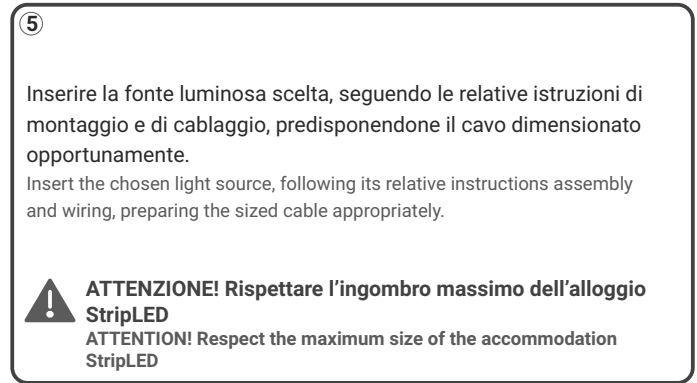 ⑤
Inserire la fonte luminosa scelta, seguendo le relative istruzioni di
montaggio e di cablaggio, predisponendone il cavo dimensionato
opportunamente.
Insert the chosen light source, following its relative instructions assembly
and wiring, preparing the sized cable appropriately.
ATTENZIONE! Rispettare l’ingombro massimo dell’alloggio
StripLED
ATTENTION! Respect the maximum size of the accommodation
StripLED